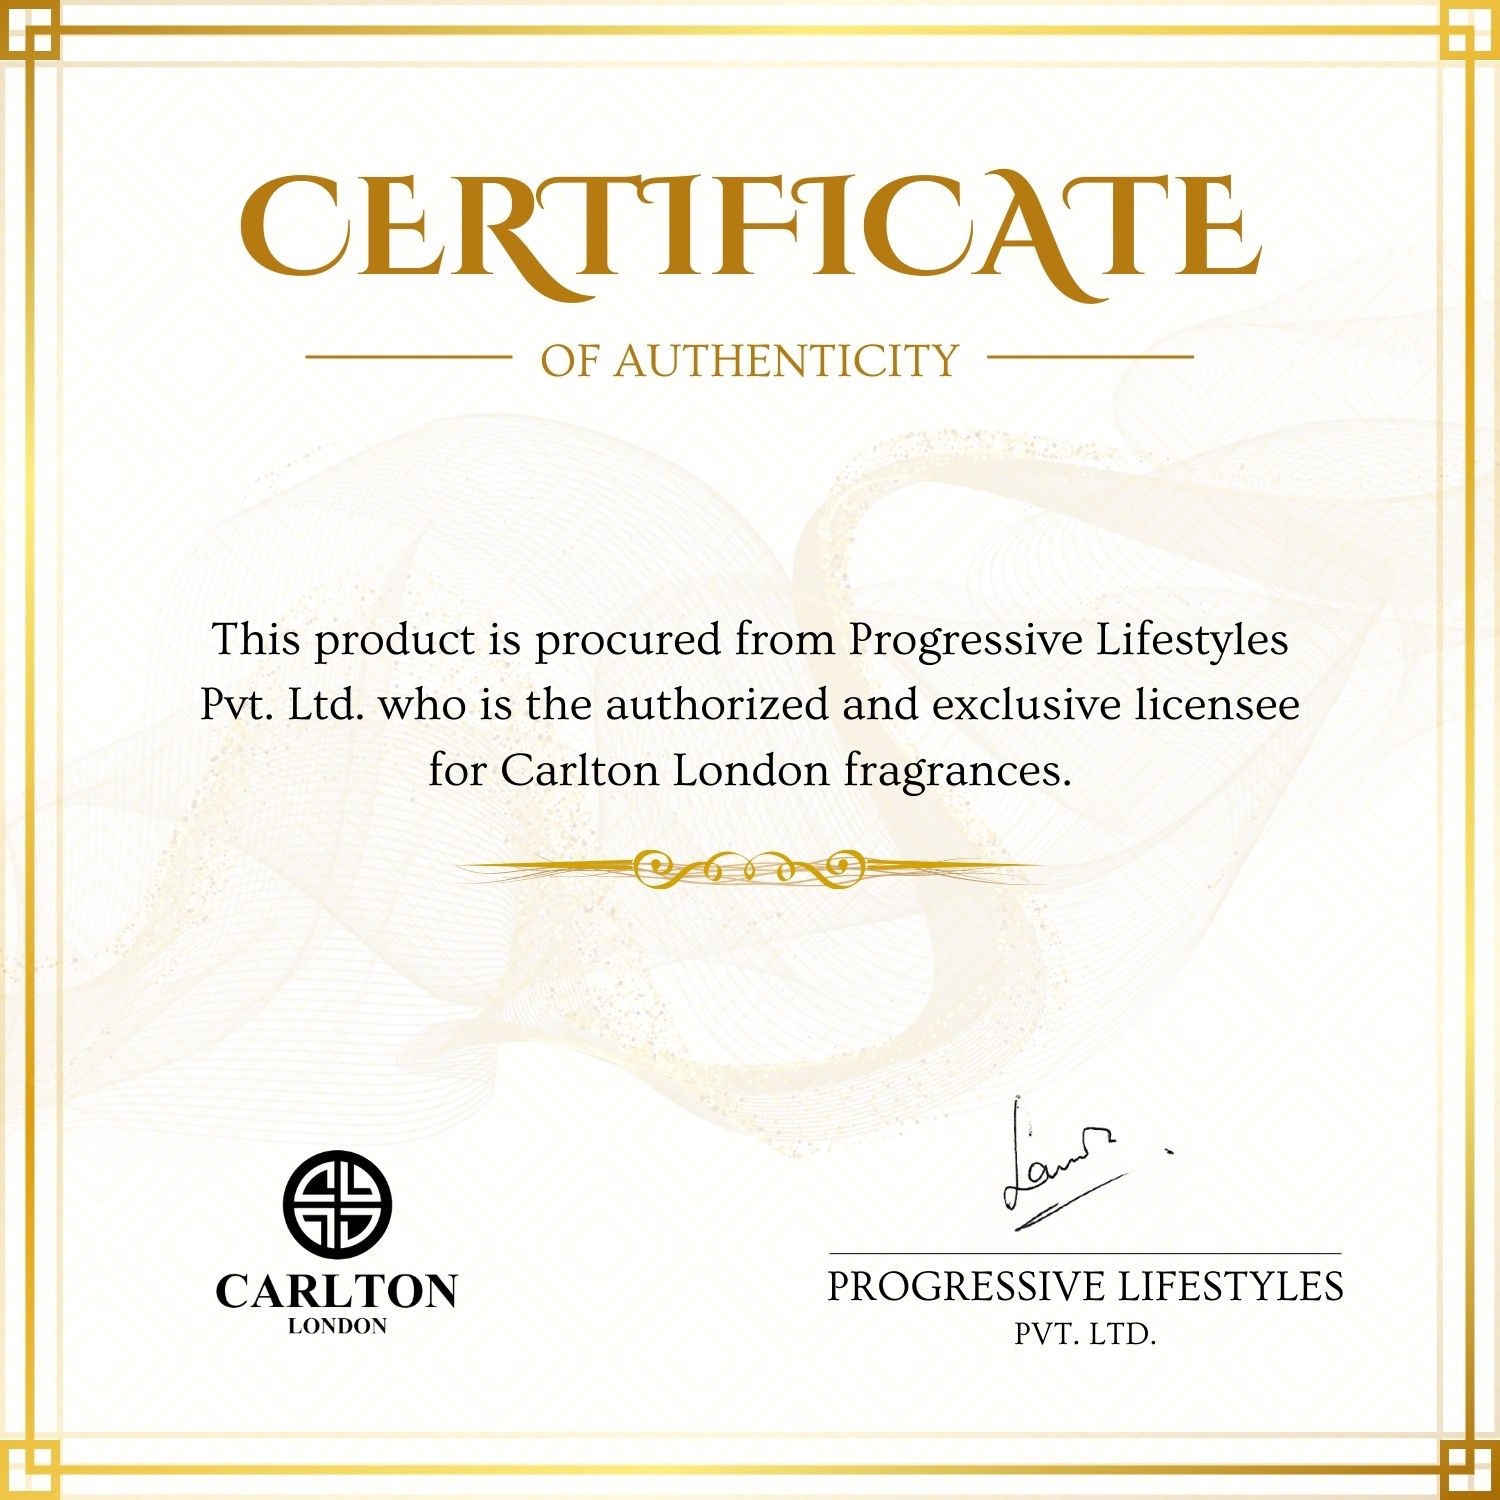 CERTIFICATE
OF AUTHENTICITY
This product is procured from Progressive Lifestyles
Pvt. Ltd. who is the authorized and exclusive licensee
for Carlton London fragrances.
CARLTON
LONDON
PROGRESSIVE LIFESTYLES
PVT. LTD.